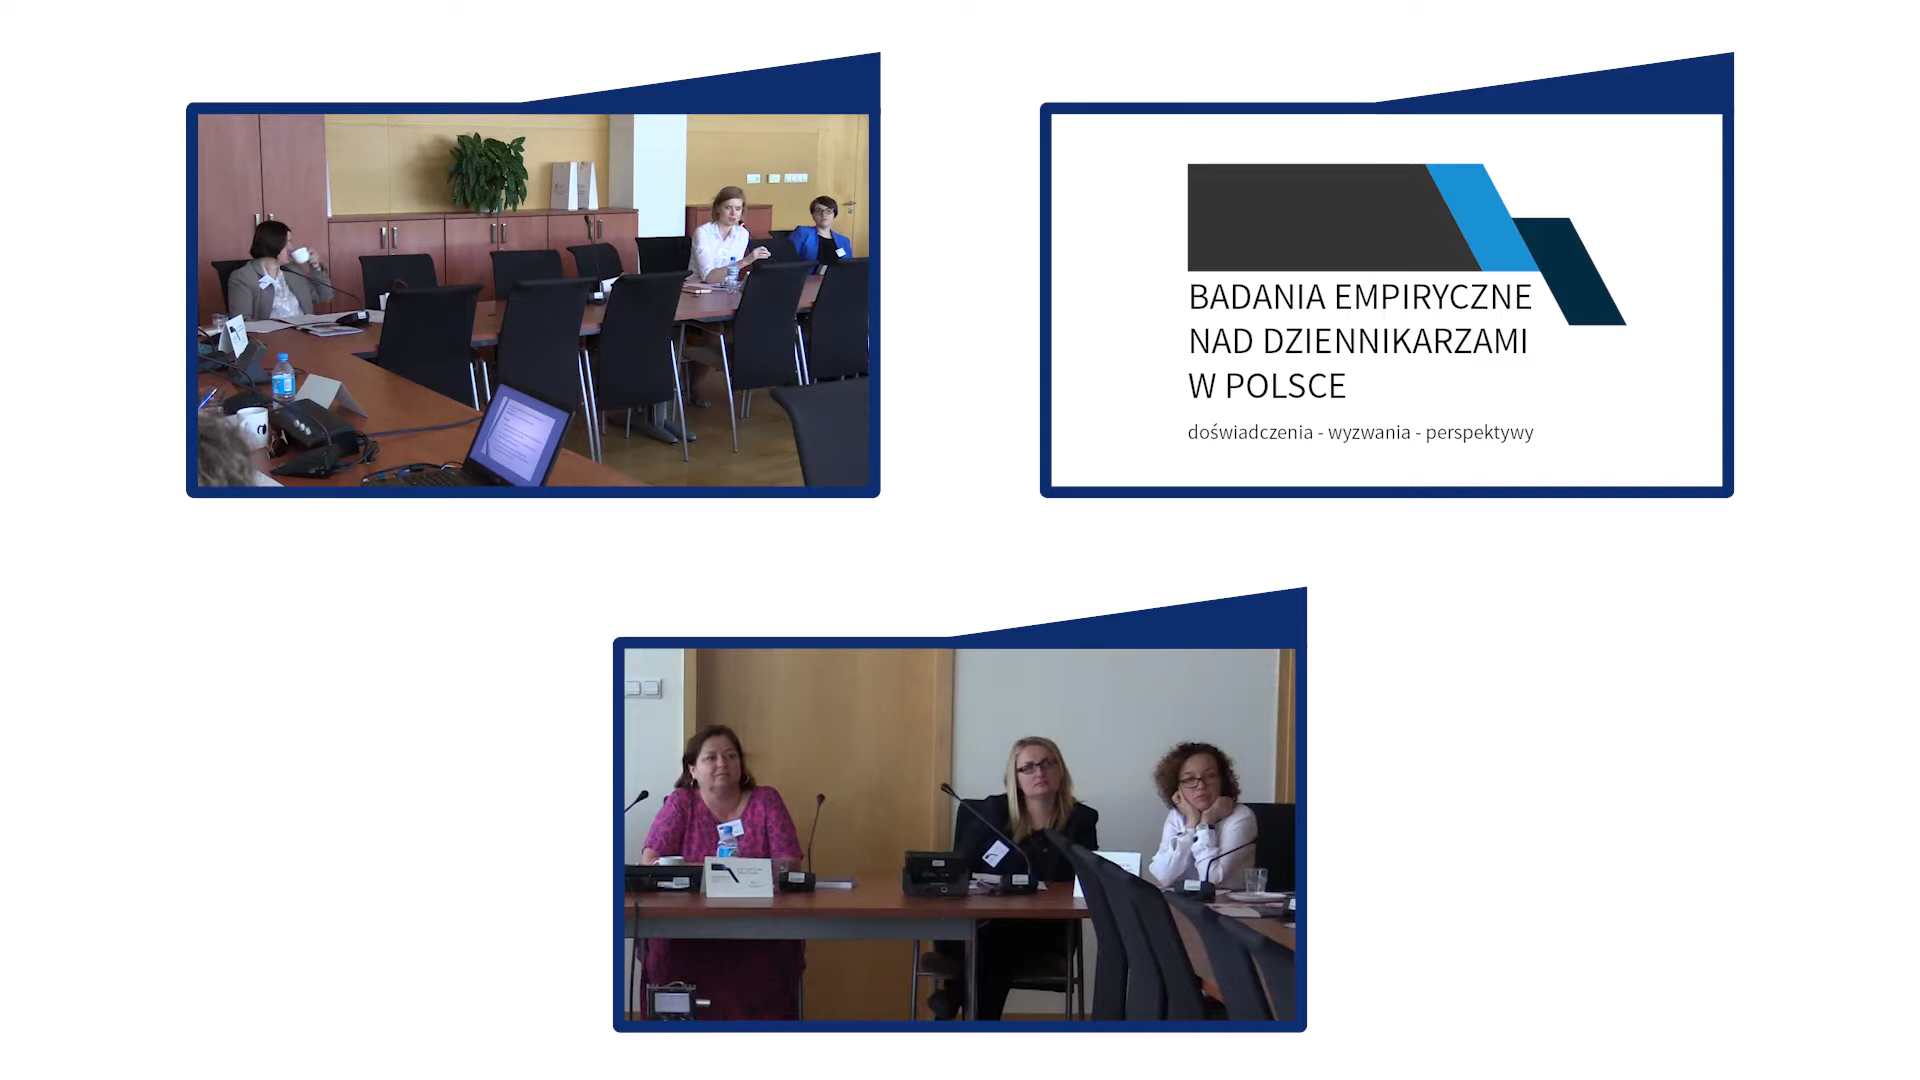 BADANIA EMPIRYCZNE
NAD DZIENNIKARZAMI
W POLSCE
doświadczenia - wyzwania - perspektywy